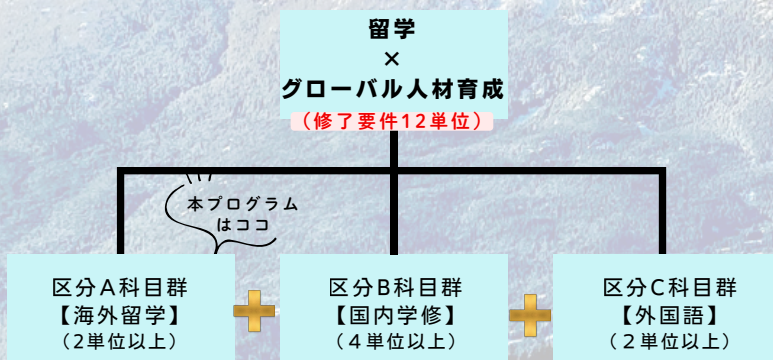 留学
×
グローバル人材育成
（修了要件12単位）
本プログラム
はココ
区分A科目群
【海外留学】
（2単位以上）
区分B科目群
【国内学修】
（４単位以上）
区分C科目群
【外国語】
（２単位以上）